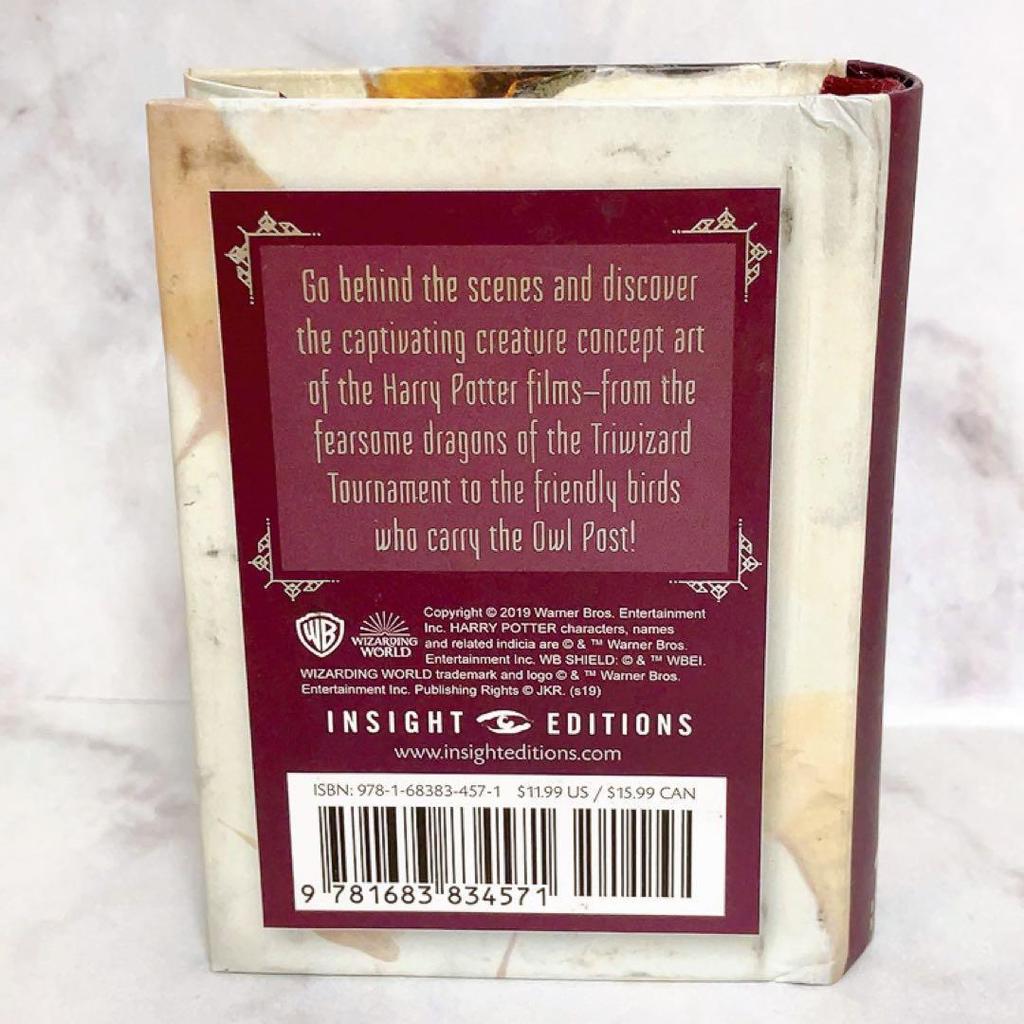 Go behind the scenes and discover
the captivating creature concept art
of the Harry Potter films—from the
fearsome dragons of the Triwizard
Tournament to the friendly birds
who carry the Owl Post!
WB
WIZARDING
WORLD
Copyright © 2019 Warner Bros. Entertainment
Inc. HARRY POTTER characters, names
and related indicia are © & ™ Warner Bros.
Entertainment Inc. WB SHIELD: © & ™ WBEI.
WIZARDING WORLD trademark and logo © & ™ Warner Bros.
Entertainment Inc. Publishing Rights © JKR. (s19)
INSIGHT EDITIONS
www.insighteditions.com
ISBN: 978-1-68383-457-1 $11.99 US / $15.99 CAN
9 781683 834571